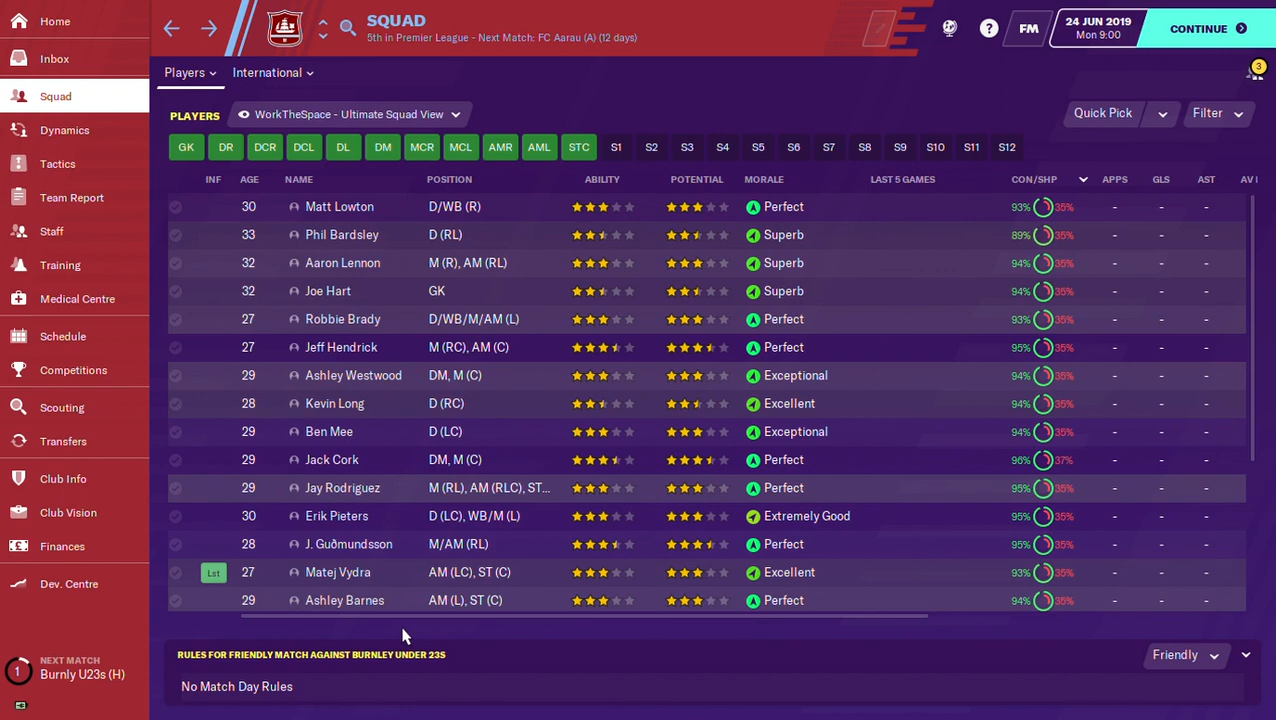 Home
Inbox
Squad
Dynamics
Tactics
Team Report
Staff
Training
Medical Centre
Schedule
Competitions
Scouting
Transfers
Club Info
Club Vision
Finances
Dev. Centre
1 NEXT MATCH
Burnly U23s (H)
SQUAD
5th in Premier League - Next Match: FC Aarau (A) (12 days)
? FM 24 JUN 2019
Mon 9:00
CONTINUE
Players International
3
PLAYERS WorkTheSpace - Ultimate Squad View Quick Pick Filter
GK DR DCR DCL DL DM MCR MCL AMR AML STC S1 S2 S3 S4 S5 S6 S7 S8 S9 S10 S11 S12
INF AGE NAME POSITION ABILITY POTENTIAL MORALE LAST 5 GAMES CON/SHP APPS GLS AST AV
30 Matt Lowton D/WB (R) Perfect 93% 35% - - -
33 Phil Bardsley D (RL) Superb 89% 35% - - -
32 Aaron Lennon M (R), AM (RL) Superb 94% 35% - - -
32 Joe Hart GK Superb 94% 35% - - -
27 Robbie Brady D/WB/M/AM (L) Perfect 93% 35% - - -
27 Jeff Hendrick M (RC), AM (C) Perfect 95% 35% - - -
29 Ashley Westwood DM, M (C) Exceptional 94% 35% - - -
28 Kevin Long D (RC) Excellent 94% 35% - - -
29 Ben Mee D (LC) Exceptional 94% 35% - - -
29 Jack Cork DM, M (C) Perfect 96% 37% - - -
29 Jay Rodriguez M (RL), AM (RLC), ST... Perfect 95% 35% - - -
30 Erik Pieters D (LC), WB/M (L) Extremely Good 95% 35% - - -
28 J. Guðmundsson M/AM (RL) Perfect 95% 35% - - -
Lst 27 Matej Vydra AM (LC), ST (C) Excellent 93% 35% - - -
29 Ashley Barnes AM (L), ST (C) Perfect 94% 35% - - -
RULES FOR FRIENDLY MATCH AGAINST BURNLEY UNDER 23S Friendly
No Match Day Rules